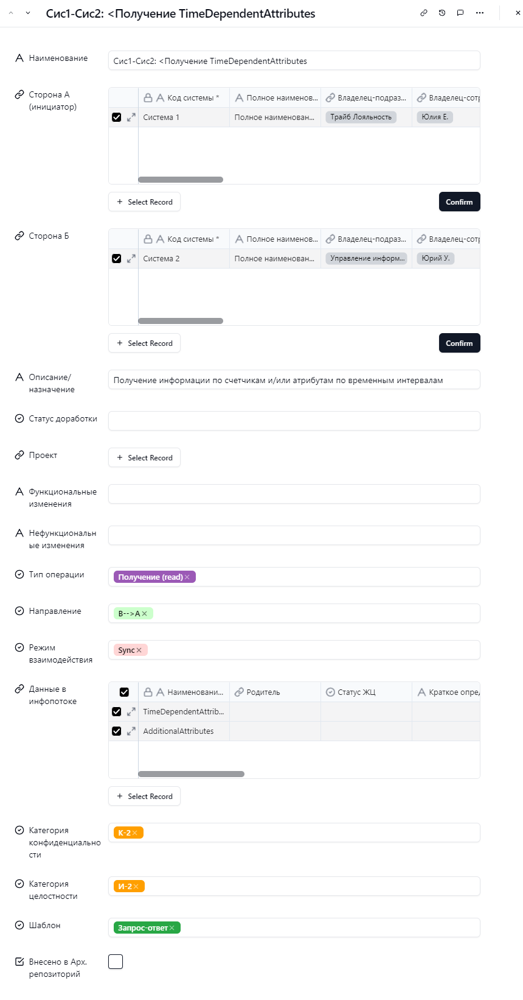 Сис1-Сис2: <Получение TimeDependentAttributes
Наименование
Сис1-Сис2: <Получение TimeDependentAttributes
Сторона А
(инициатор)
Код системы * Полное наименов... Владелец-подраз... Владелец-сотр
Система 1 Полное наименован... Трайб Лояльность Юлия Е.
+ Select Record Confirm
Сторона Б
Код системы * Полное наименов... Владелец-подраз... Владелец-сотр
Система 2 Полное наименован... Управление информ... Юрий У.
+ Select Record Confirm
Описание/
назначение
Получение информации по счетчикам и/или атрибутам по временным интервалам
Статус доработки
Проект
+ Select Record
Функциональные
изменения
Нефункциональн
ые изменения
Тип операции
Получение (read)
Направление
B-->A
Режим
взаимодействия
Sync
Данные в
инфопотоке
Наименовани... Родитель Статус ЖЦ Краткое опред
TimeDependentAttrib...
AdditionalAttributes
+ Select Record
Категория
конфиденциально
сти
К-2
Категория
целостности
И-2
Шаблон
Запрос-ответ
Внесено в Арх.
репозиторий